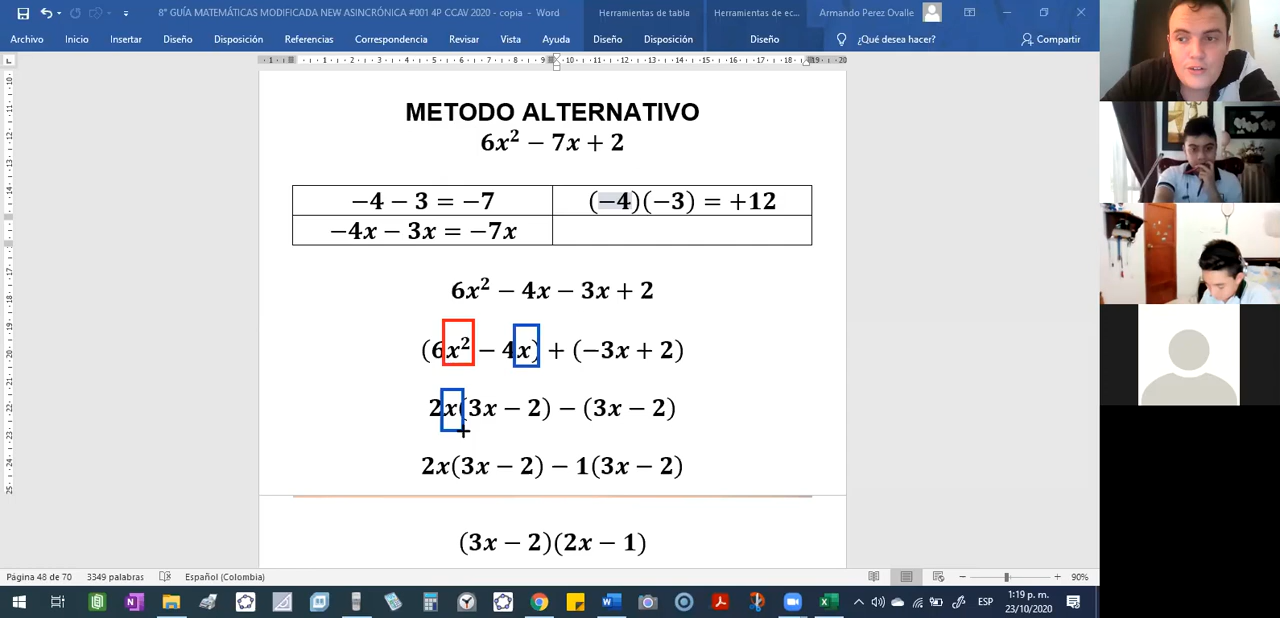 8° GUÍA MATEMÁTICAS MODIFICADA NEW ASINCRÓNICA #001 4P CCAV 2020 - copia - Word
Herramientas de tabla
Herramientas de ec...
Armando Perez Ovalle
Archivo Inicio Insertar Diseño Disposición Referencias Correspondencia Revisar Vista Ayuda Diseño Disposición Diseño ¿Qué desea hacer? Compartir
METODO ALTERNATIVO
6x² − 7x + 2
−4 − 3 = −7 (−4)(−3) = +12
−4x − 3x = −7x
6x² − 4x − 3x + 2
(6x² − 4x) + (−3x + 2)
2x(3x − 2) − (3x − 2)
2x(3x − 2) − 1(3x − 2)
(3x − 2)(2x − 1)
Página 48 de 70 3349 palabras Español (Colombia) 90%
ESP
1:19 p. m.
23/10/2020